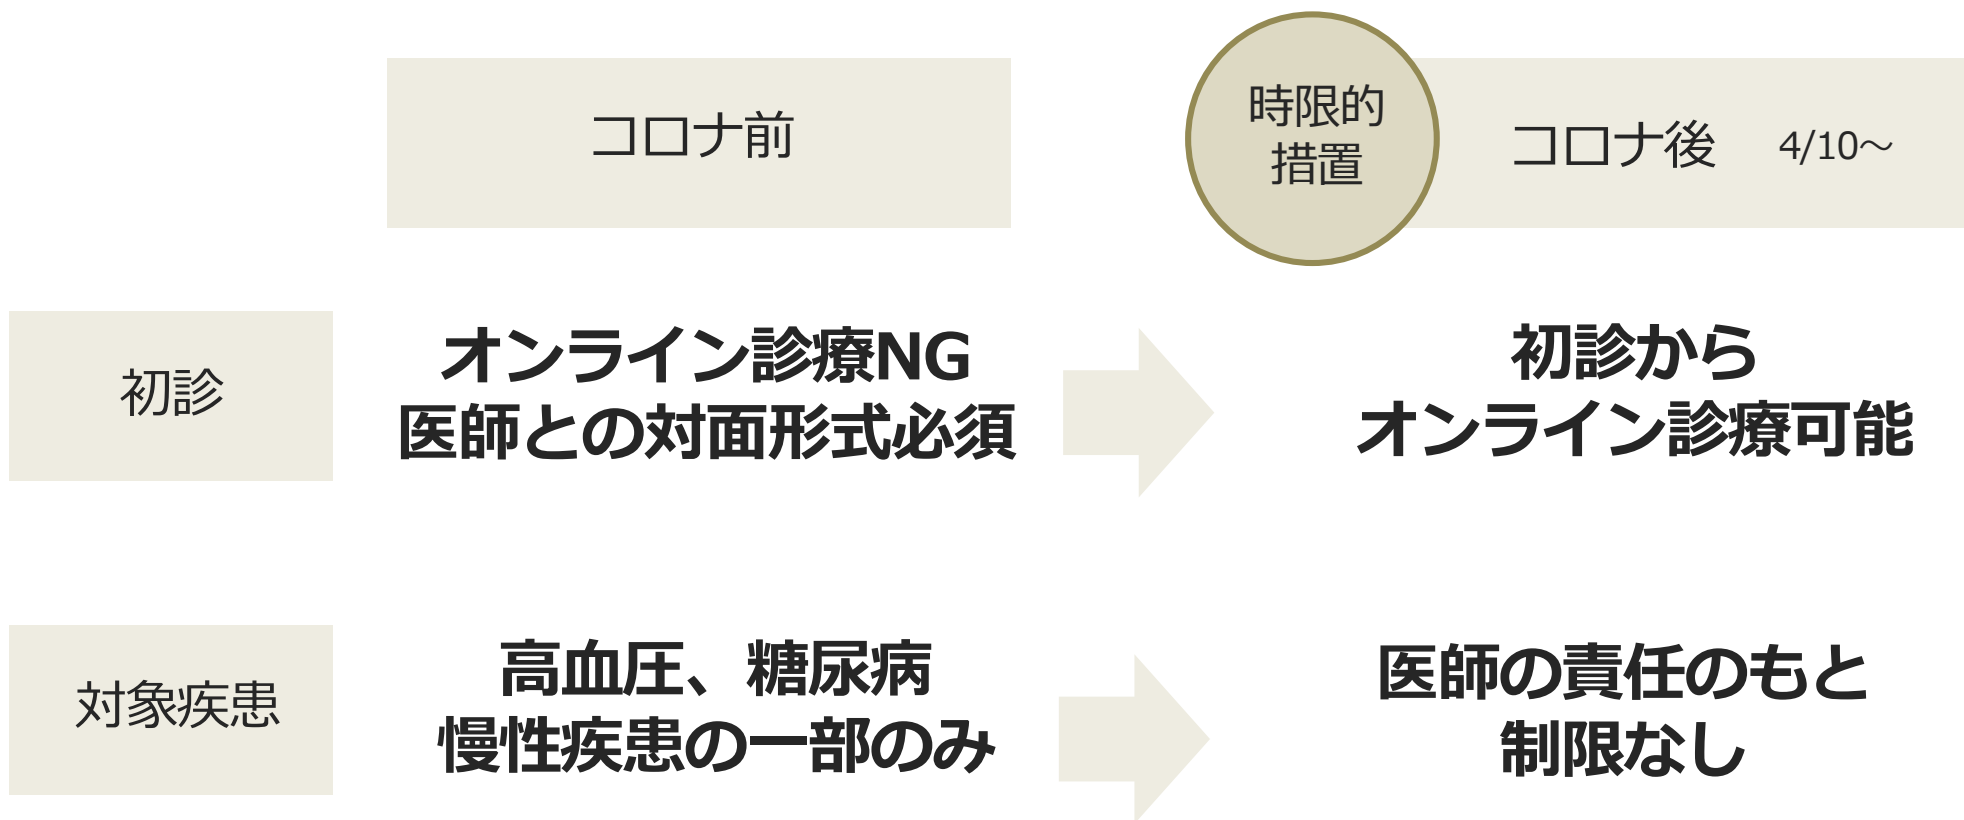 コロナ前
時限的
措置
コロナ後 4/10～
初診
オンライン診療NG
医師との対面形式必須
初診から
オンライン診療可能
対象疾患
高血圧、糖尿病
慢性疾患の一部のみ
医師の責任のもと
制限なし